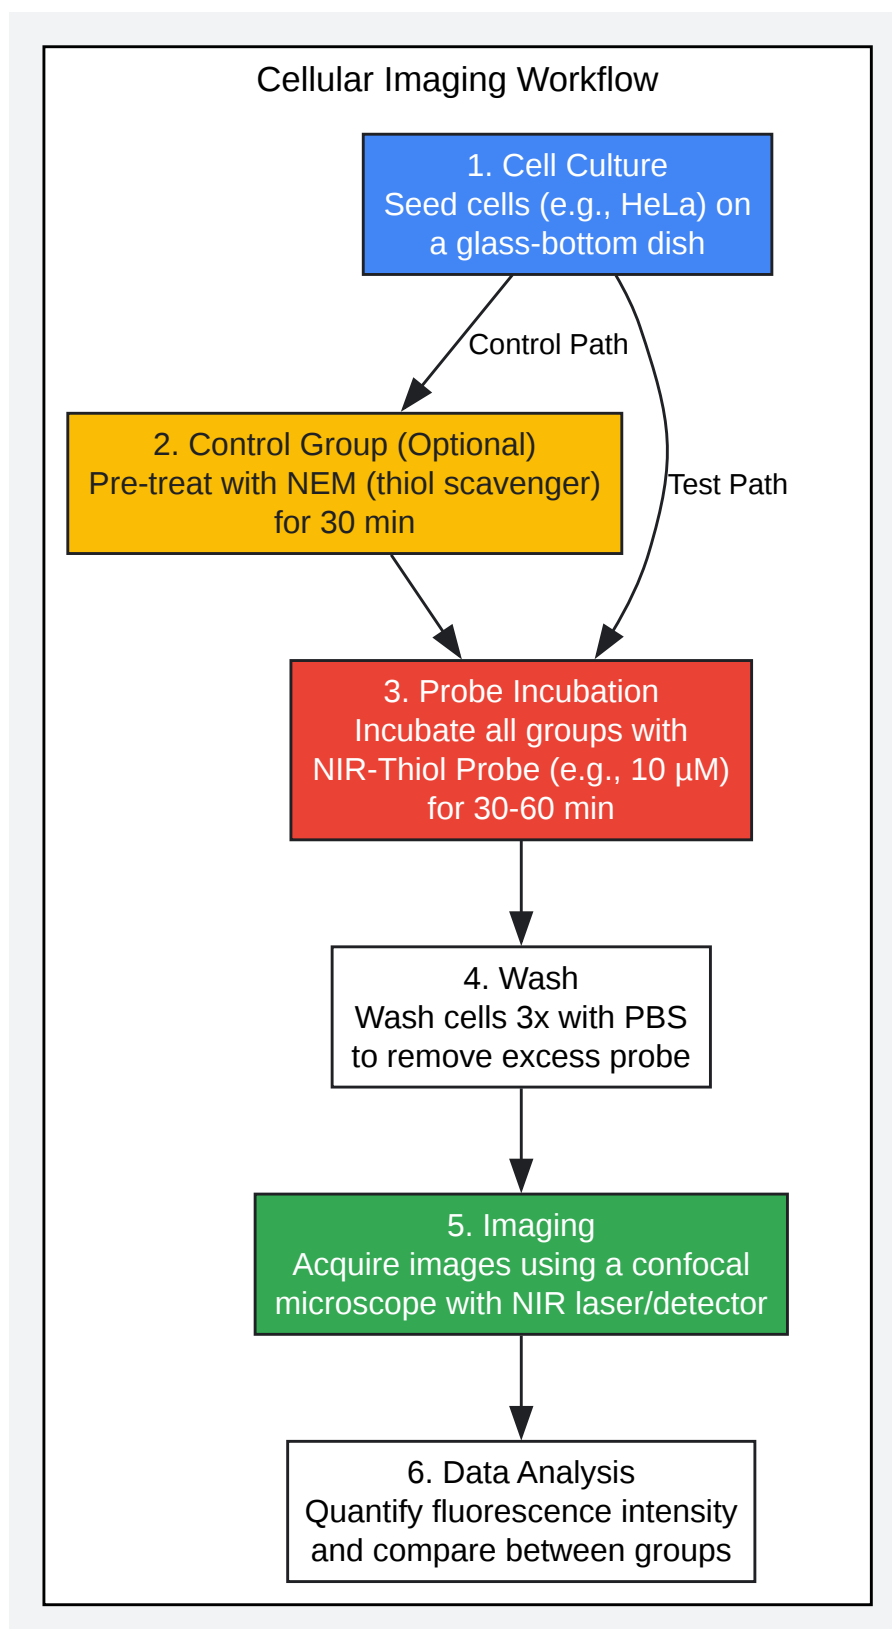 Cellular Imaging Workflow
1. Cell Culture
Seed cells (e.g., HeLa) on
a glass-bottom dish
Control Path
2. Control Group (Optional)
Pre-treat with NEM (thiol scavenger)
for 30 min
Test Path
3. Probe Incubation
Incubate all groups with
NIR-Thiol Probe (e.g., 10 µM)
for 30-60 min
4. Wash
Wash cells 3x with PBS
to remove excess probe
5. Imaging
Acquire images using a confocal
microscope with NIR laser/detector
6. Data Analysis
Quantify fluorescence intensity
and compare between groups